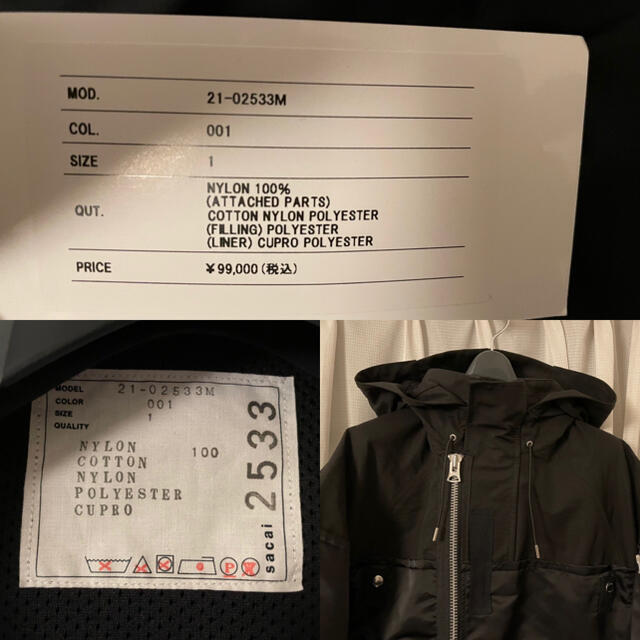 MOD. 21-02533M
COL. 001
SIZE 1
QUT. NYLON 100%
(ATTACHED PARTS)
COTTON NYLON POLYESTER
(FILLING) POLYESTER
(LINER) CUPRO POLYESTER
PRICE ¥99,000(税込)
MODEL 21-02533M
COLOR 001
SIZE 1
QUALITY
NYLON 100
COTTON
NYLON
POLYESTER
CUPRO
sacai 2533
P W